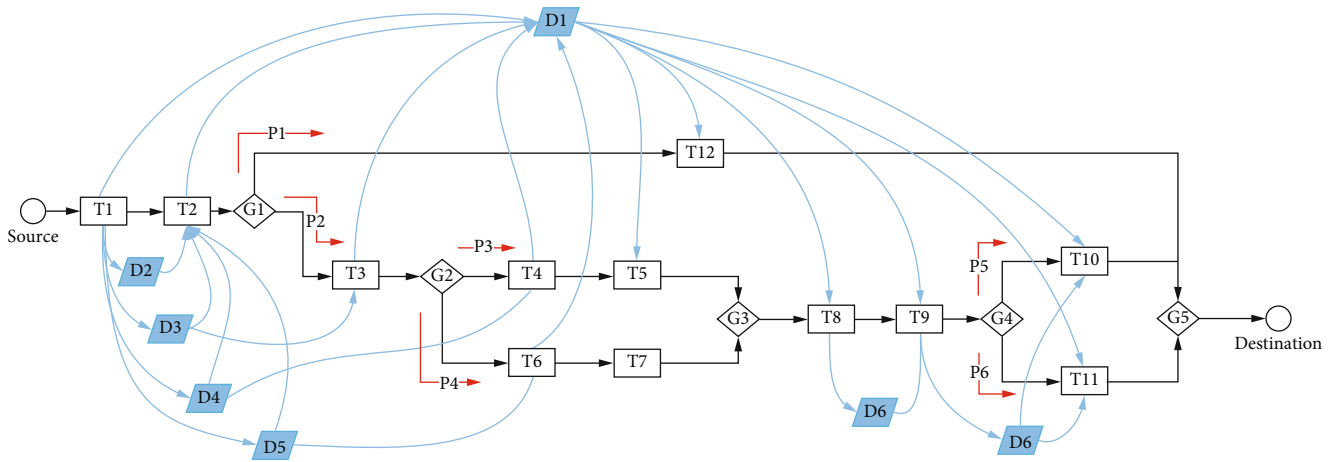 D1
P1
T12
T1
T2
G1
P2
Source
P3
P5
T10
D2
T3
G2
T4
T5
G3
T8
T9
G4
G5
D3
Destination
T6
T7
P4
P6
T11
D4
D6
D5
D6